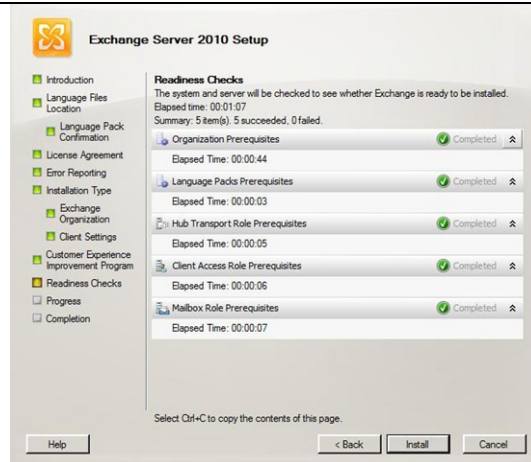 Exchange Server 2010 Setup
Introduction
Language Files
Location
Language Pack
Confirmation
License Agreement
Error Reporting
Installation Type
Exchange
Organization
Client Settings
Customer Experience
Improvement Program
Readiness Checks
Progress
Completion
Readiness Checks
The system and server will be checked to see whether Exchange is ready to be installed.
Elapsed time: 00:01:07
Summary: 5 item(s). 5 succeeded, 0 failed.
Organization Prerequisites Completed
Elapsed Time: 00:00:44
Language Packs Prerequisites Completed
Elapsed Time: 00:00:03
Hub Transport Role Prerequisites Completed
Elapsed Time: 00:00:05
Client Access Role Prerequisites Completed
Elapsed Time: 00:00:06
Mailbox Role Prerequisites Completed
Elapsed Time: 00:00:07
Select Ctrl+C to copy the contents of this page.
Help < Back Install Cancel